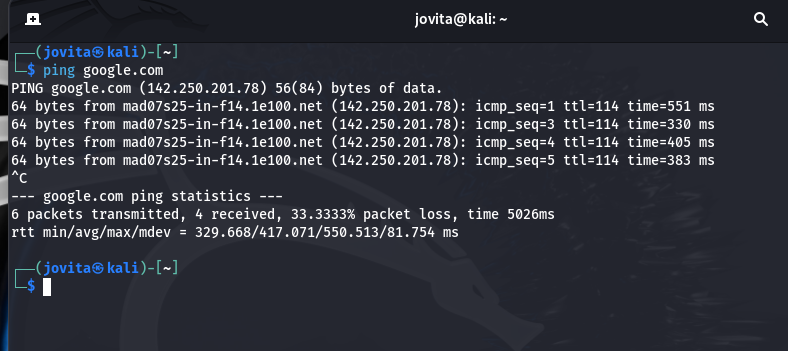 jovita@kali: ~
┌──(jovita㉿kali)-[~]
└─$ ping google.com
PING google.com (142.250.201.78) 56(84) bytes of data.
64 bytes from mad07s25-in-f14.1e100.net (142.250.201.78): icmp_seq=1 ttl=114 time=551 ms
64 bytes from mad07s25-in-f14.1e100.net (142.250.201.78): icmp_seq=3 ttl=114 time=330 ms
64 bytes from mad07s25-in-f14.1e100.net (142.250.201.78): icmp_seq=4 ttl=114 time=405 ms
64 bytes from mad07s25-in-f14.1e100.net (142.250.201.78): icmp_seq=5 ttl=114 time=383 ms
^C
--- google.com ping statistics ---
6 packets transmitted, 4 received, 33.3333% packet loss, time 5026ms
rtt min/avg/max/mdev = 329.668/417.071/550.513/81.754 ms
┌──(jovita㉿kali)-[~]
└─$